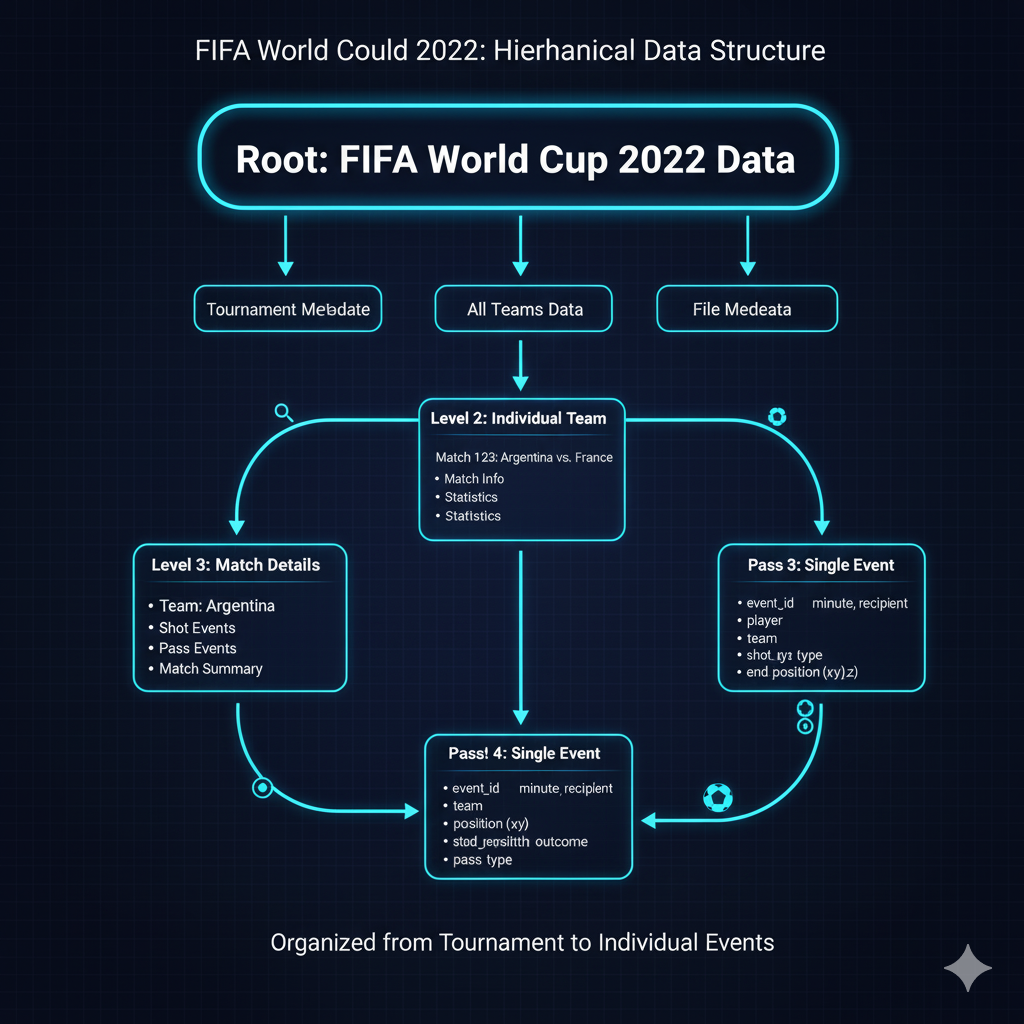 FIFA World Could 2022: Hierhanical Data Structure
Root: FIFA World Cup 2022 Data
Tournament
All Teams Data
File Medeata
Level 2: Individual Team
Match 123: Argentina vs. France
• Match Info
• Statistics
• Statistics
Level 3: Match Details
• Team: Argentina
• Shot Events
• Pass Events
• Match Summary
Pass 3: Single Event
• event_id minute, recipient
• player
• team
• type
• end position (xy),z)
Pass! 4: Single Event
• event_id minute, recipient
• team
• position (xy)
• outcome
• pass type
Organized from Tournament to Individual Events